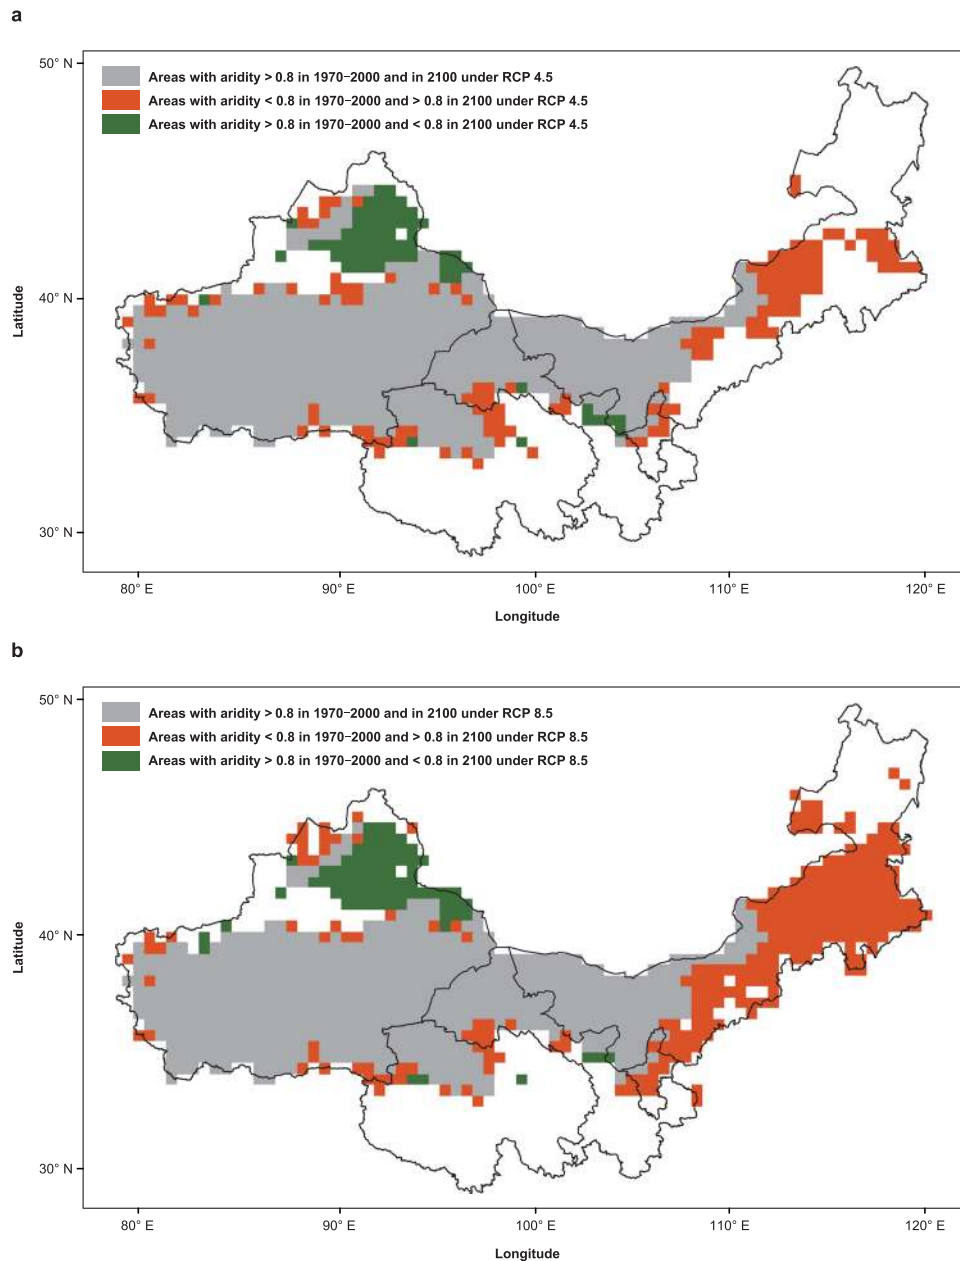 a
50° N
Areas with aridity > 0.8 in 1970–2000 and in 2100 under RCP 4.5
Areas with aridity < 0.8 in 1970–2000 and > 0.8 in 2100 under RCP 4.5
Areas with aridity > 0.8 in 1970–2000 and < 0.8 in 2100 under RCP 4.5
Latitude
40° N
30° N
80° E 90° E 100° E 110° E 120° E
Longitude
b
50° N
Areas with aridity > 0.8 in 1970–2000 and in 2100 under RCP 8.5
Areas with aridity < 0.8 in 1970–2000 and > 0.8 in 2100 under RCP 8.5
Areas with aridity > 0.8 in 1970–2000 and < 0.8 in 2100 under RCP 8.5
Latitude
40° N
30° N
80° E 90° E 100° E 110° E 120° E
Longitude